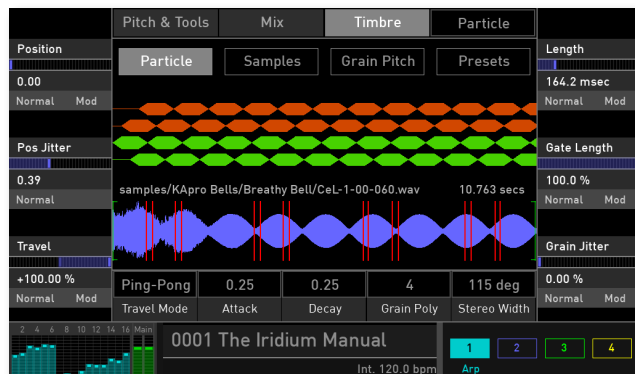 Pitch & Tools Mix Timbre Particle
Position Length
Particle Samples Grain Pitch Presets
0.00 164.2 msec
Normal Mod Normal Mod
Pos Jitter Gate Length
0.39 100.0 %
samples/KApro Bells/Breathy Bell/CeL-1-00-060.wav 10.763 secs
Normal Normal Mod
Travel Grain Jitter
+100.00 % Ping-Pong 0.25 0.25 4 115 deg 0.00 %
Normal Mod Travel Mode Attack Decay Grain Poly Stereo Width Normal Mod
2 4 6 8 10 12 14 16 Main
0001 The Iridium Manual
1 2 3 4
Int. 120.0 bpm Arp